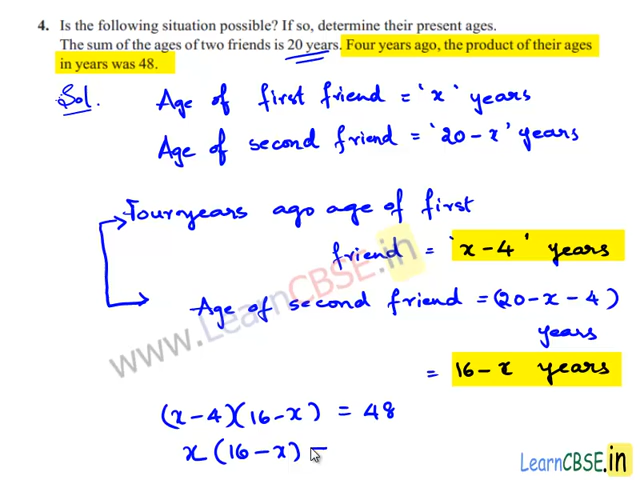 4. Is the following situation possible? If so, determine their present ages.
The sum of the ages of two friends is 20 years. Four years ago, the product of their ages
in years was 48.
Sol. Age of first friend = 'x' years
Age of second friend = '20 - x' years
Four years ago age of first
friend = 'x - 4' years
Age of second friend = (20 - x - 4)
years
= 16 - x years
(x - 4)(16 - x) = 48
x(16 - x) -
www.LearnCBSE.in
LearnCBSE.in